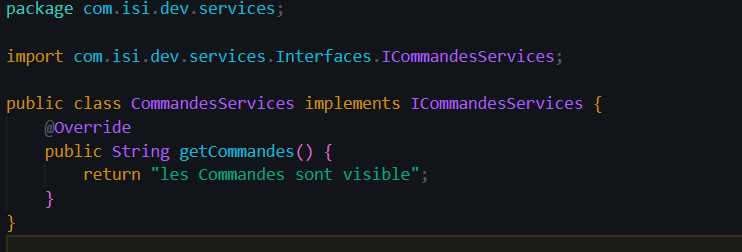 package com.isi.dev.services;
import com.isi.dev.services.Interfaces.ICommandesServices;
public class CommandesServices implements ICommandesServices {
@Override
public String getCommandes() {
return "les Commandes sont visible";
}
}